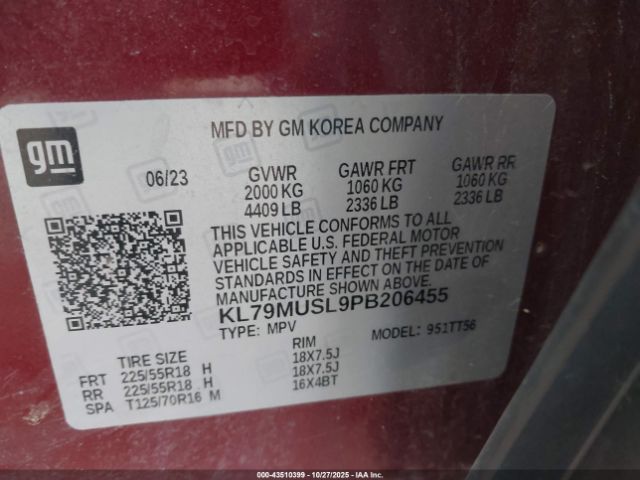 gm
MFD BY GM KOREA COMPANY
06/23 GVWR GAWR FRT GAWR RR
2000 KG 1060 KG 1060 KG
4409 LB 2336 LB 2336 LB
THIS VEHICLE CONFORMS TO ALL
APPLICABLE U.S. FEDERAL MOTOR
VEHICLE SAFETY AND THEFT PREVENTION
STANDARDS IN EFFECT ON THE DATE OF
MANUFACTURE SHOWN ABOVE.
KL79MUSL9PB206455
TYPE: MPV MODEL: 951TT56
TIRE SIZE RIM
FRT 225/55R18 H 18X7.5J
RR 225/55R18 H 18X7.5J
SPA T125/70R16 M 16X4BT
000-43510399 - 10/27/2025 - IAAI.COM